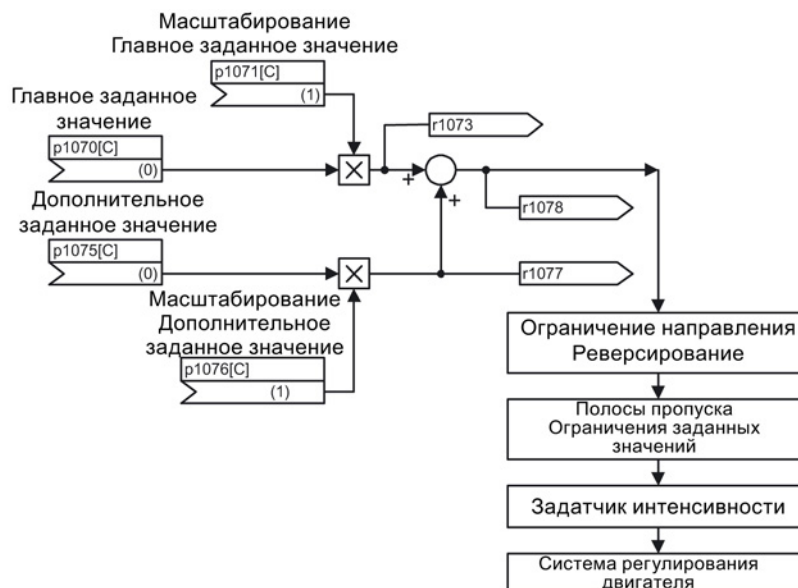 Масштабирование
Главное заданное значение
p1071[C]
(1)
Главное заданное
значение
p1070[C]
(0)
r1073
+
+
r1078
Дополнительное
заданное значение
p1075[C]
(0)
r1077
Масштабирование
Дополнительное
заданное значение
p1076[C]
(1)
Ограничение направления
Реверсирование
Полосы пропуска
Ограничения заданных
значений
Задатчик интенсивности
Система регулирования
двигателя